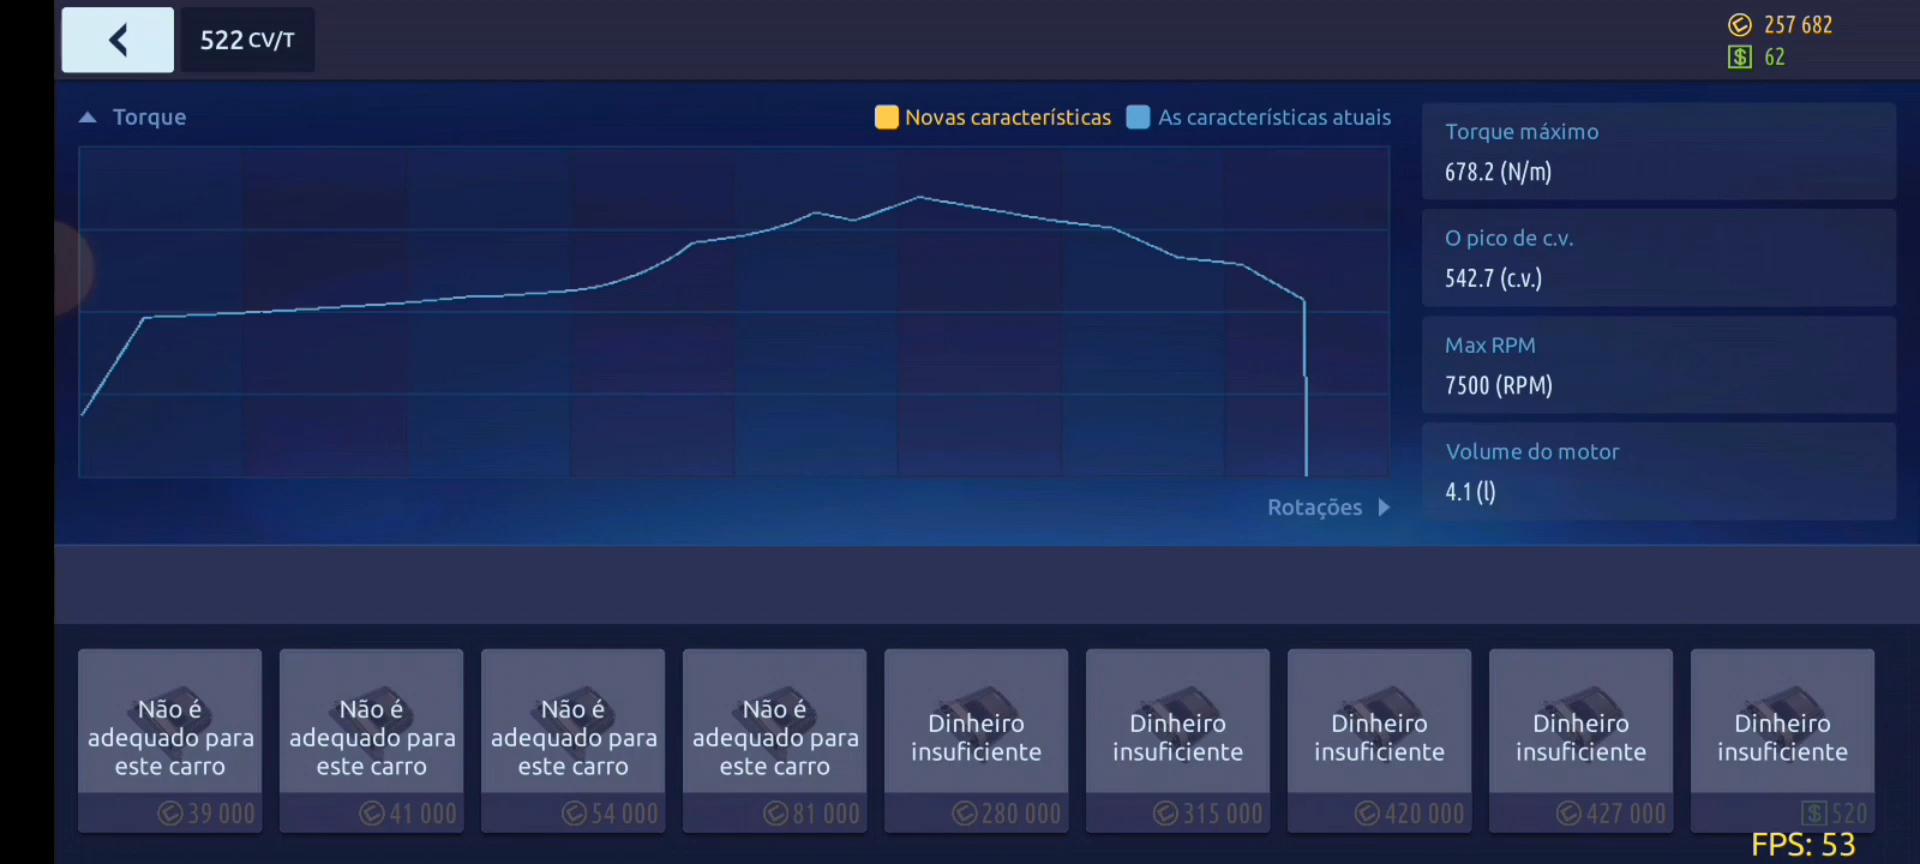 522 CV/T
257 682
62
Torque
Novas características
As características atuais
Torque máximo
678.2 (N/m)
O pico de c.v.
542.7 (c.v.)
Max RPM
7500 (RPM)
Volume do motor
4.1 (l)
Rotações
Não é
adequado para
este carro
39 000
Não é
adequado para
este carro
41 000
Não é
adequado para
este carro
54 000
Não é
adequado para
este carro
81 000
Dinheiro
insuficiente
280 000
Dinheiro
insuficiente
315 000
Dinheiro
insuficiente
420 000
Dinheiro
insuficiente
427 000
Dinheiro
insuficiente
520
FPS: 53